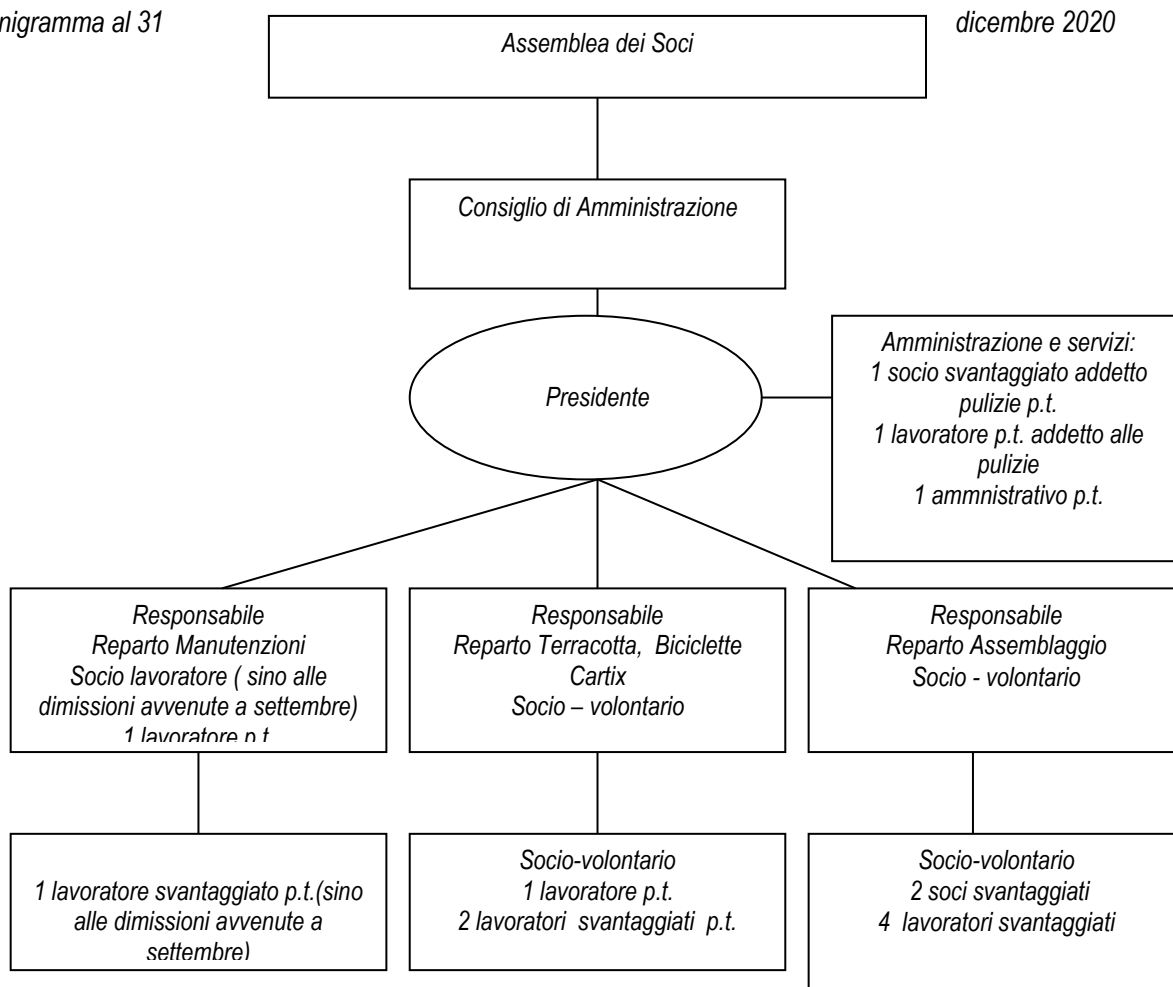 nigramma al 31 dicembre 2020
Assemblea dei Soci
Consiglio di Amministrazione
Presidente
Amministrazione e servizi:
1 socio svantaggiato addetto
pulizie p.t.
1 lavoratore p.t. addetto alle
pulizie
1 ammnistrativo p.t.
Responsabile
Reparto Manutenzioni
Socio lavoratore ( sino alle
dimissioni avvenute a settembre)
1 lavoratore p.t.
Responsabile
Reparto Terracotta, Biciclette
Cartix
Socio – volontario
Responsabile
Reparto Assemblaggio
Socio - volontario
1 lavoratore svantaggiato p.t.(sino
alle dimissioni avvenute a
settembre)
Socio-volontario
1 lavoratore p.t.
2 lavoratori svantaggiati p.t.
Socio-volontario
2 soci svantaggiati
4 lavoratori svantaggiati